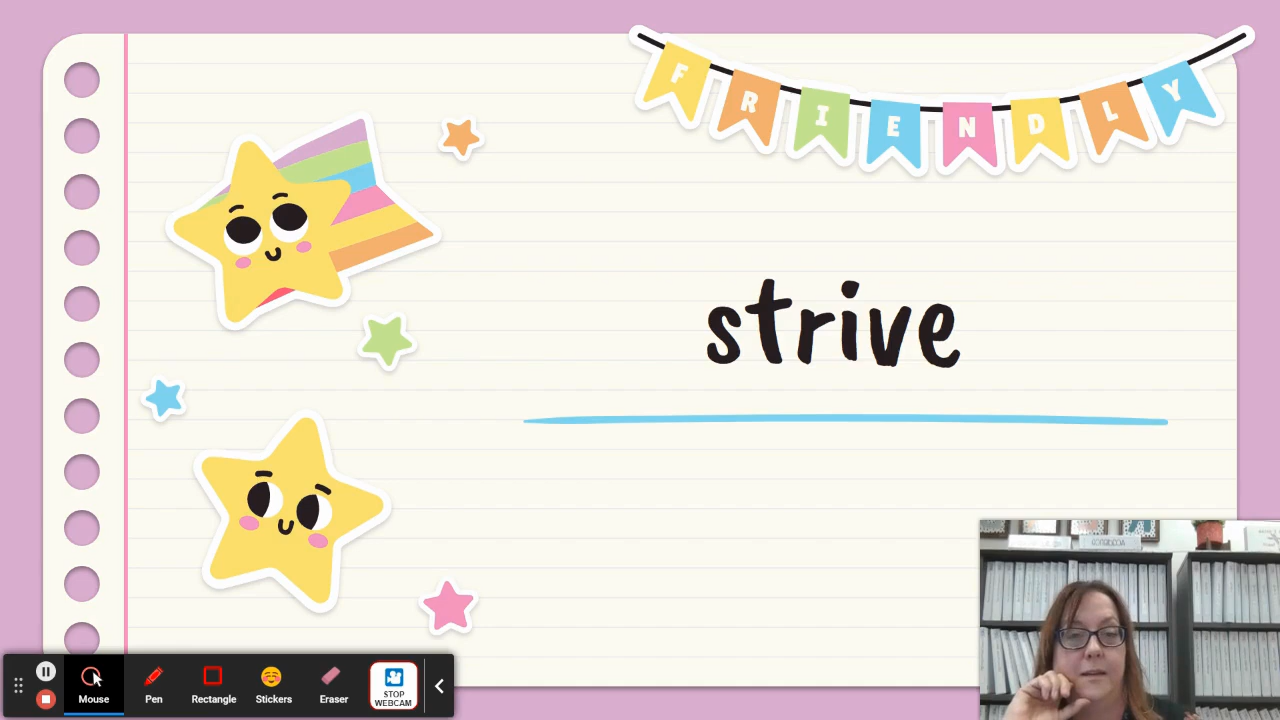 FRIENDLY
strive
Mouse
Pen
Rectangle
Stickers
Eraser
STOP
WEBCAM